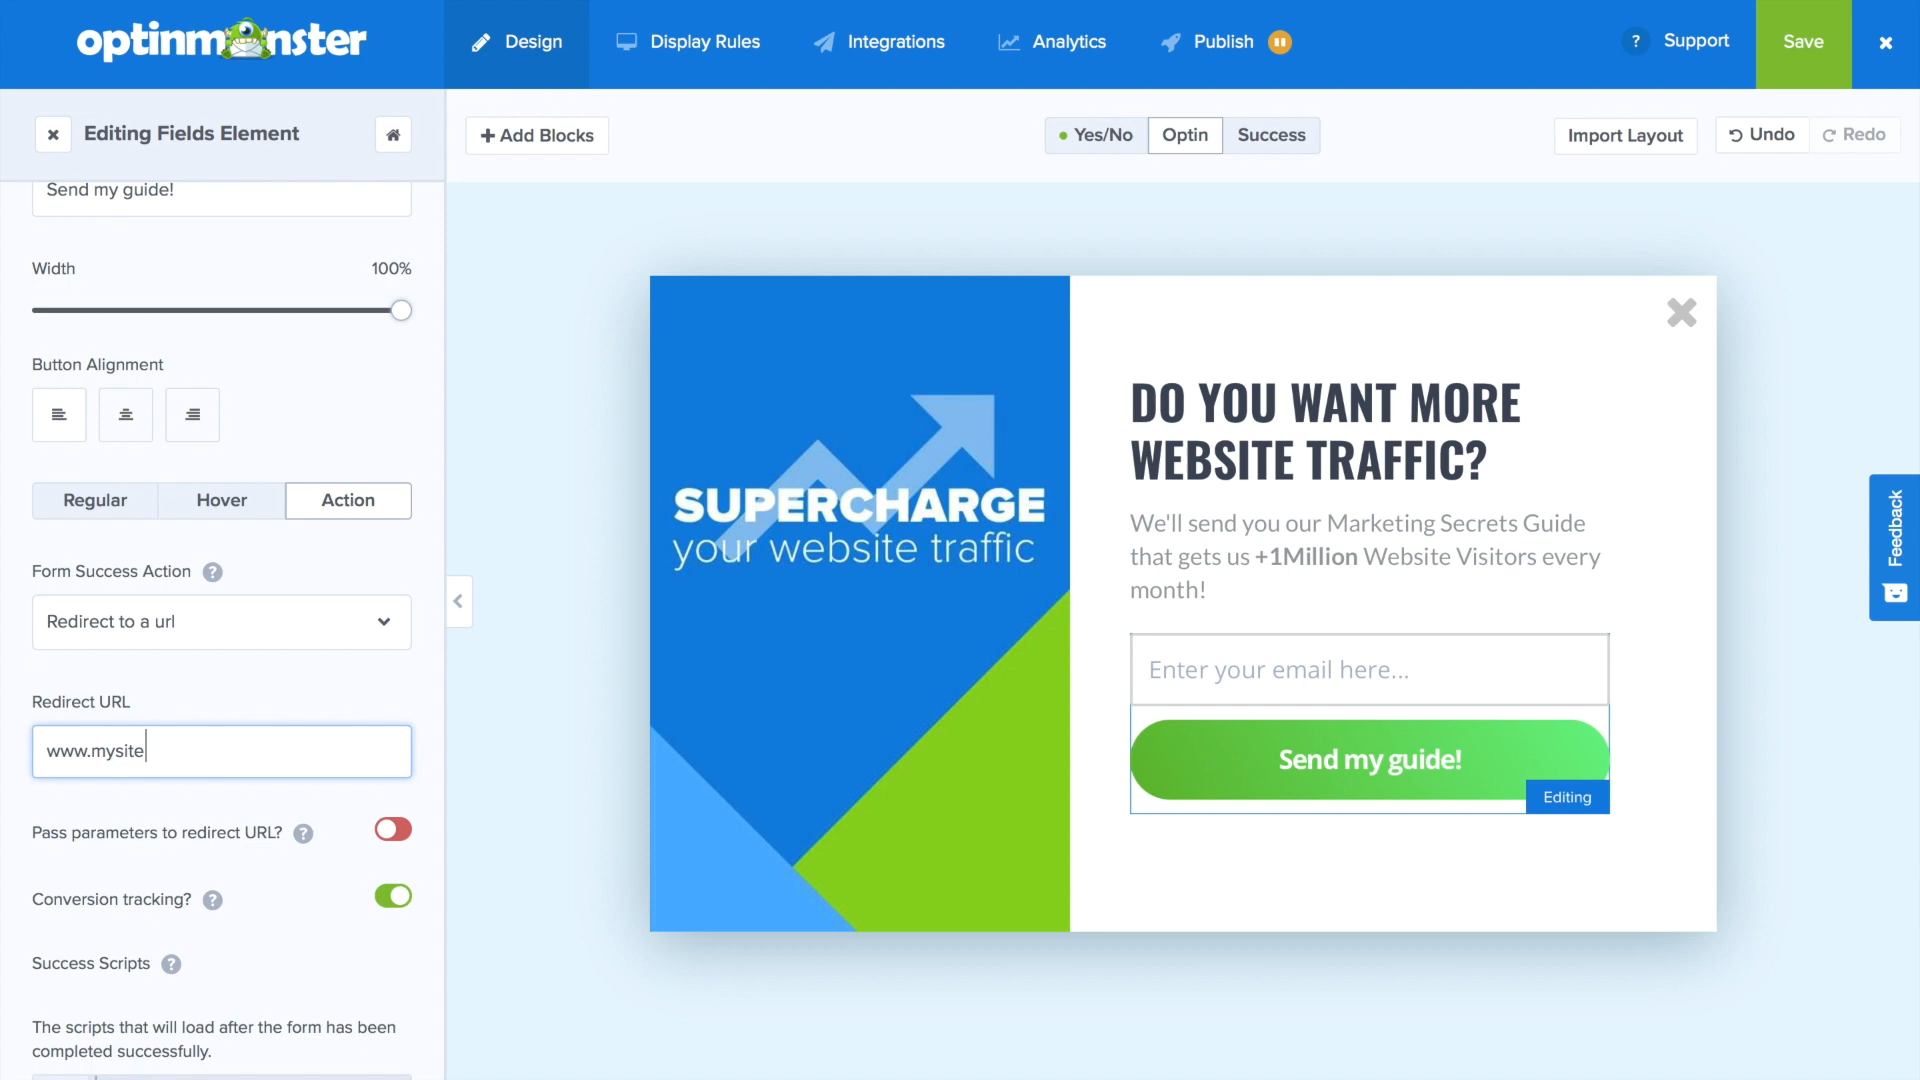 optinmonster
Design
Display Rules
Integrations
Analytics
Publish
? Support
Save
Editing Fields Element
+ Add Blocks
Yes/No
Optin
Success
Import Layout
Undo
Redo
Send my guide!
Width 100%
Button Alignment
Regular
Hover
Action
Form Success Action ?
Redirect to a url
Redirect URL
www.mysite
Pass parameters to redirect URL? ?
Conversion tracking? ?
Success Scripts ?
The scripts that will load after the form has been
completed successfully.
SUPERCHARGE
your website traffic
DO YOU WANT MORE
WEBSITE TRAFFIC?
We'll send you our Marketing Secrets Guide
that gets us +1Million Website Visitors every
month!
Enter your email here...
Send my guide!
Editing
Feedback